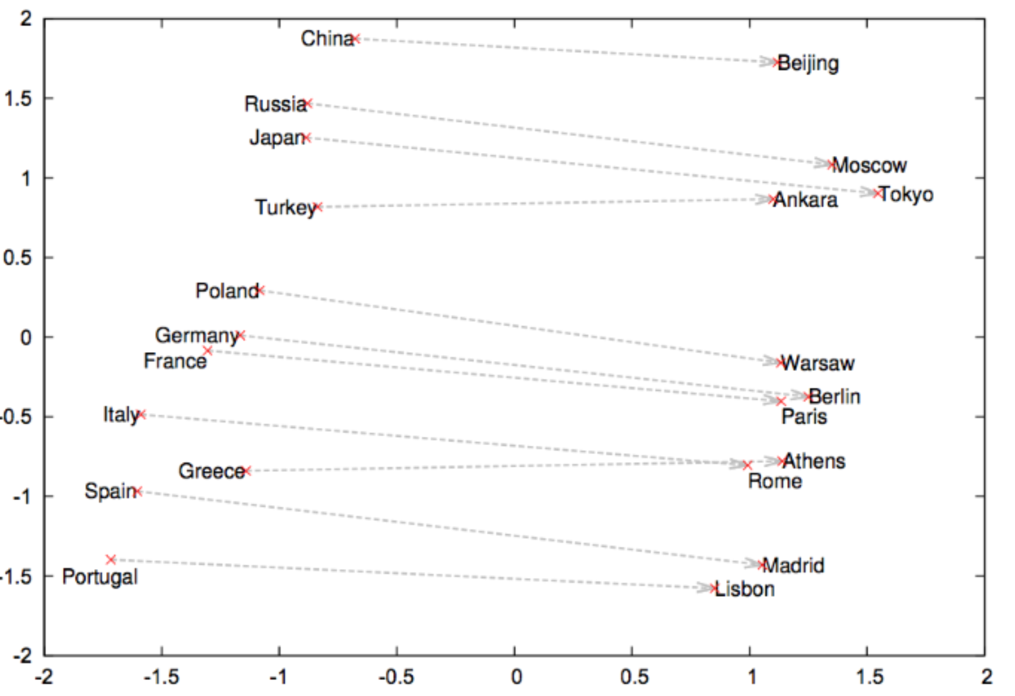 2
China
Beijing
1.5
Russia
Japan
Moscow
1
Tokyo
Turkey
Ankara
0.5
Poland
0
Germany
France
Warsaw
Berlin
-0.5
Italy
Paris
Greece
Athens
Rome
-1
Spain
Madrid
-1.5
Portugal
Lisbon
-2
-2 -1.5 -1 -0.5 0 0.5 1 1.5 2